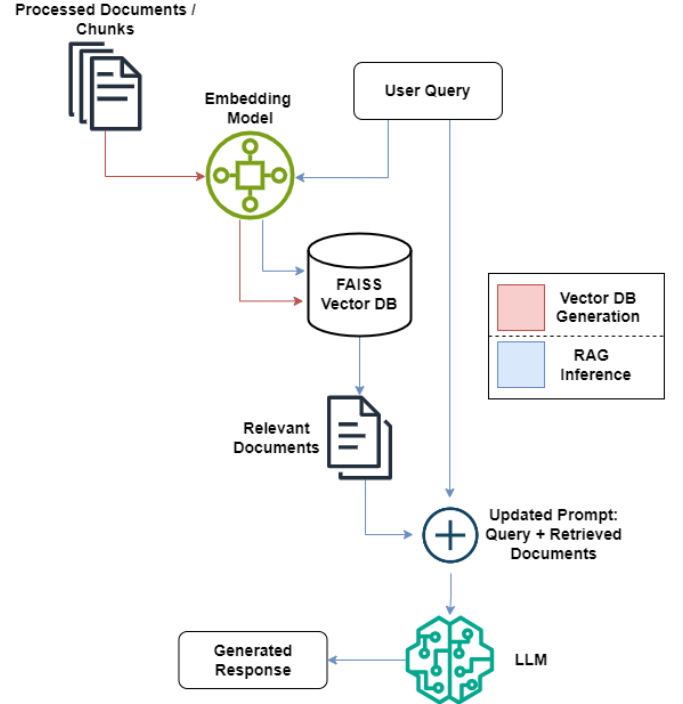 Processed Documents /
Chunks
User Query
Embedding
Model
FAISS
Vector DB
Vector DB
Generation
RAG
Inference
Relevant
Documents
Updated Prompt:
Query + Retrieved
Documents
Generated
Response
LLM